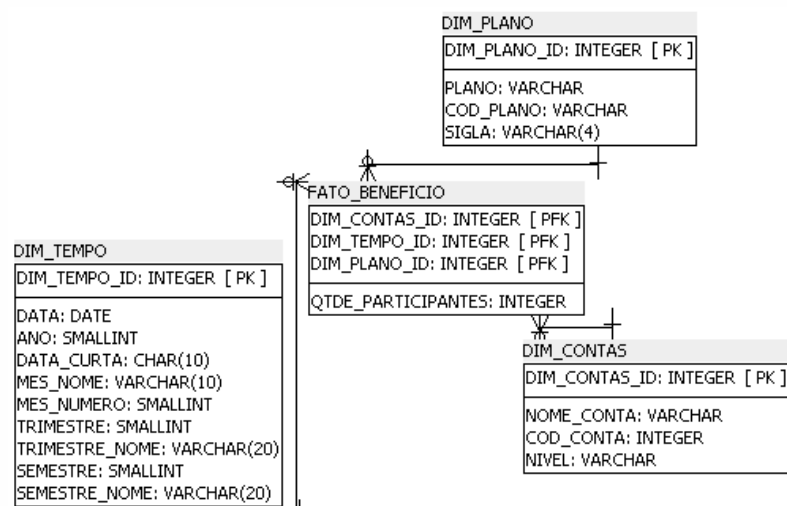 DIM_PLANO
DIM_PLANO_ID: INTEGER [ PK ]
PLANO: VARCHAR
COD_PLANO: VARCHAR
SIGLA: VARCHAR(4)
FATO_BENEFICIO
DIM_CONTAS_ID: INTEGER [ PFK ]
DIM_TEMPO_ID: INTEGER [ PFK ]
DIM_PLANO_ID: INTEGER [ PFK ]
QTDE_PARTICIPANTES: INTEGER
DIM_TEMPO
DIM_TEMPO_ID: INTEGER [ PK ]
DATA: DATE
ANO: SMALLINT
DATA_CURTA: CHAR(10)
MES_NOME: VARCHAR(10)
MES_NUMERO: SMALLINT
TRIMESTRE: SMALLINT
TRIMESTRE_NOME: VARCHAR(20)
SEMESTRE: SMALLINT
SEMESTRE_NOME: VARCHAR(20)
DIM_CONTAS
DIM_CONTAS_ID: INTEGER [ PK ]
NOME_CONTA: VARCHAR
COD_CONTA: INTEGER
NIVEL: VARCHAR